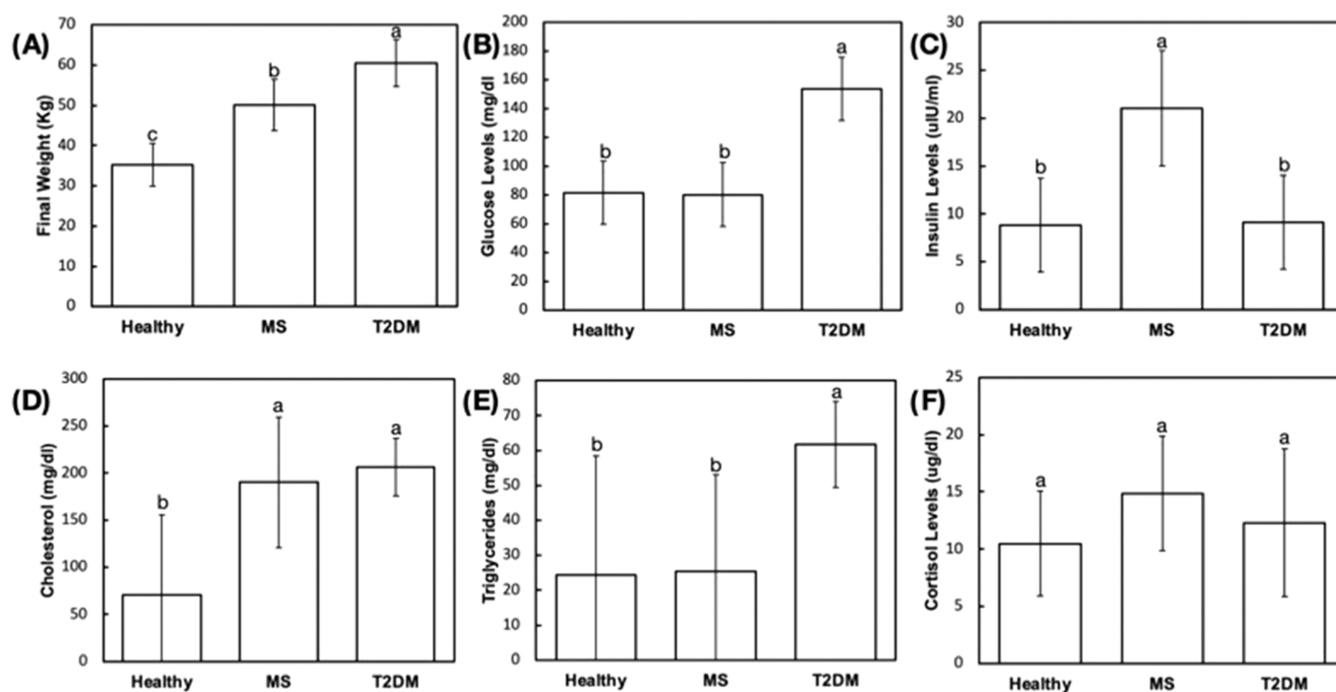 (A)
Final Weight (Kg)
70
60
50
40
30
20
10
0
c
b
a
Healthy MS T2DM
(B)
Glucose Levels (mg/dl)
200
180
160
140
120
100
80
60
40
20
0
b
b
a
Healthy MS T2DM
(C)
Insulin Levels (uIU/ml)
30
25
20
15
10
5
0
b
a
b
Healthy MS T2DM
(D)
Cholesterol (mg/dl)
300
250
200
150
100
50
0
b
a
a
Healthy MS T2DM
(E)
Triglycerides (mg/dl)
80
70
60
50
40
30
20
10
0
b
b
a
Healthy MS T2DM
(F)
Cortisol Levels (ug/dl)
25
20
15
10
5
0
a
a
a
Healthy MS T2DM